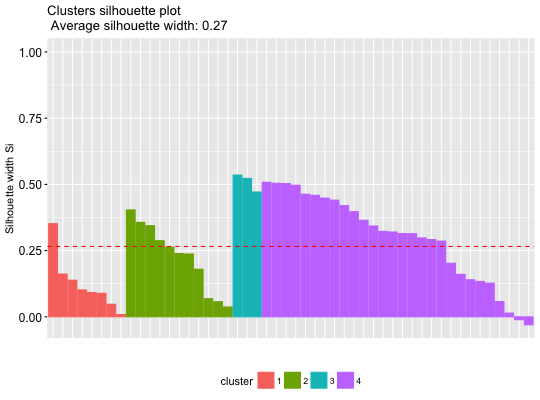 Clusters silhouette plot
Average silhouette width: 0.27
1.00
0.75
0.50
0.25
0.00
Silhouette width Si
cluster 1 2 3 4